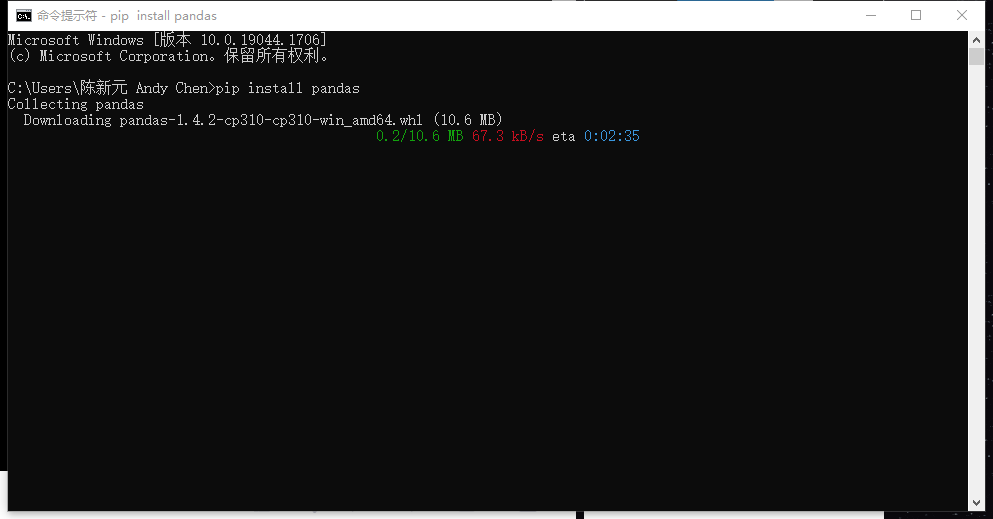 命令提示符 - pip  install pandas
Microsoft Windows [版本 10.0.19044.1706]
(c) Microsoft Corporation。保留所有权利。
C:\Users\陈新元 Andy Chen>pip install pandas
Collecting pandas
  Downloading pandas-1.4.2-cp310-cp310-win_amd64.whl (10.6 MB)
0.2/10.6 MB 67.3 kB/s eta 0:02:35